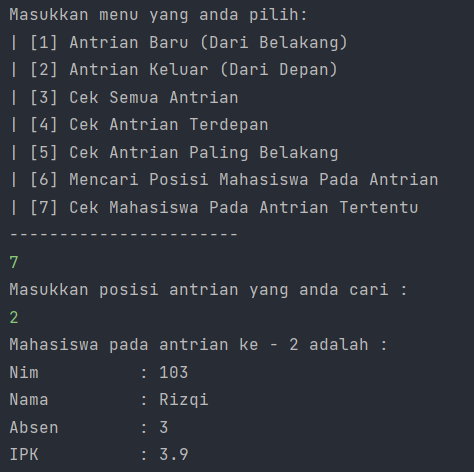 Masukkan menu yang anda pilih:
| [1] Antrian Baru (Dari Belakang)
| [2] Antrian Keluar (Dari Depan)
| [3] Cek Semua Antrian
| [4] Cek Antrian Terdepan
| [5] Cek Antrian Paling Belakang
| [6] Mencari Posisi Mahasiswa Pada Antrian
| [7] Cek Mahasiswa Pada Antrian Tertentu
-----------------------
7
Masukkan posisi antrian yang anda cari :
2
Mahasiswa pada antrian ke - 2 adalah :
Nim          : 103
Nama         : Rizqi
Absen        : 3
IPK          : 3.9